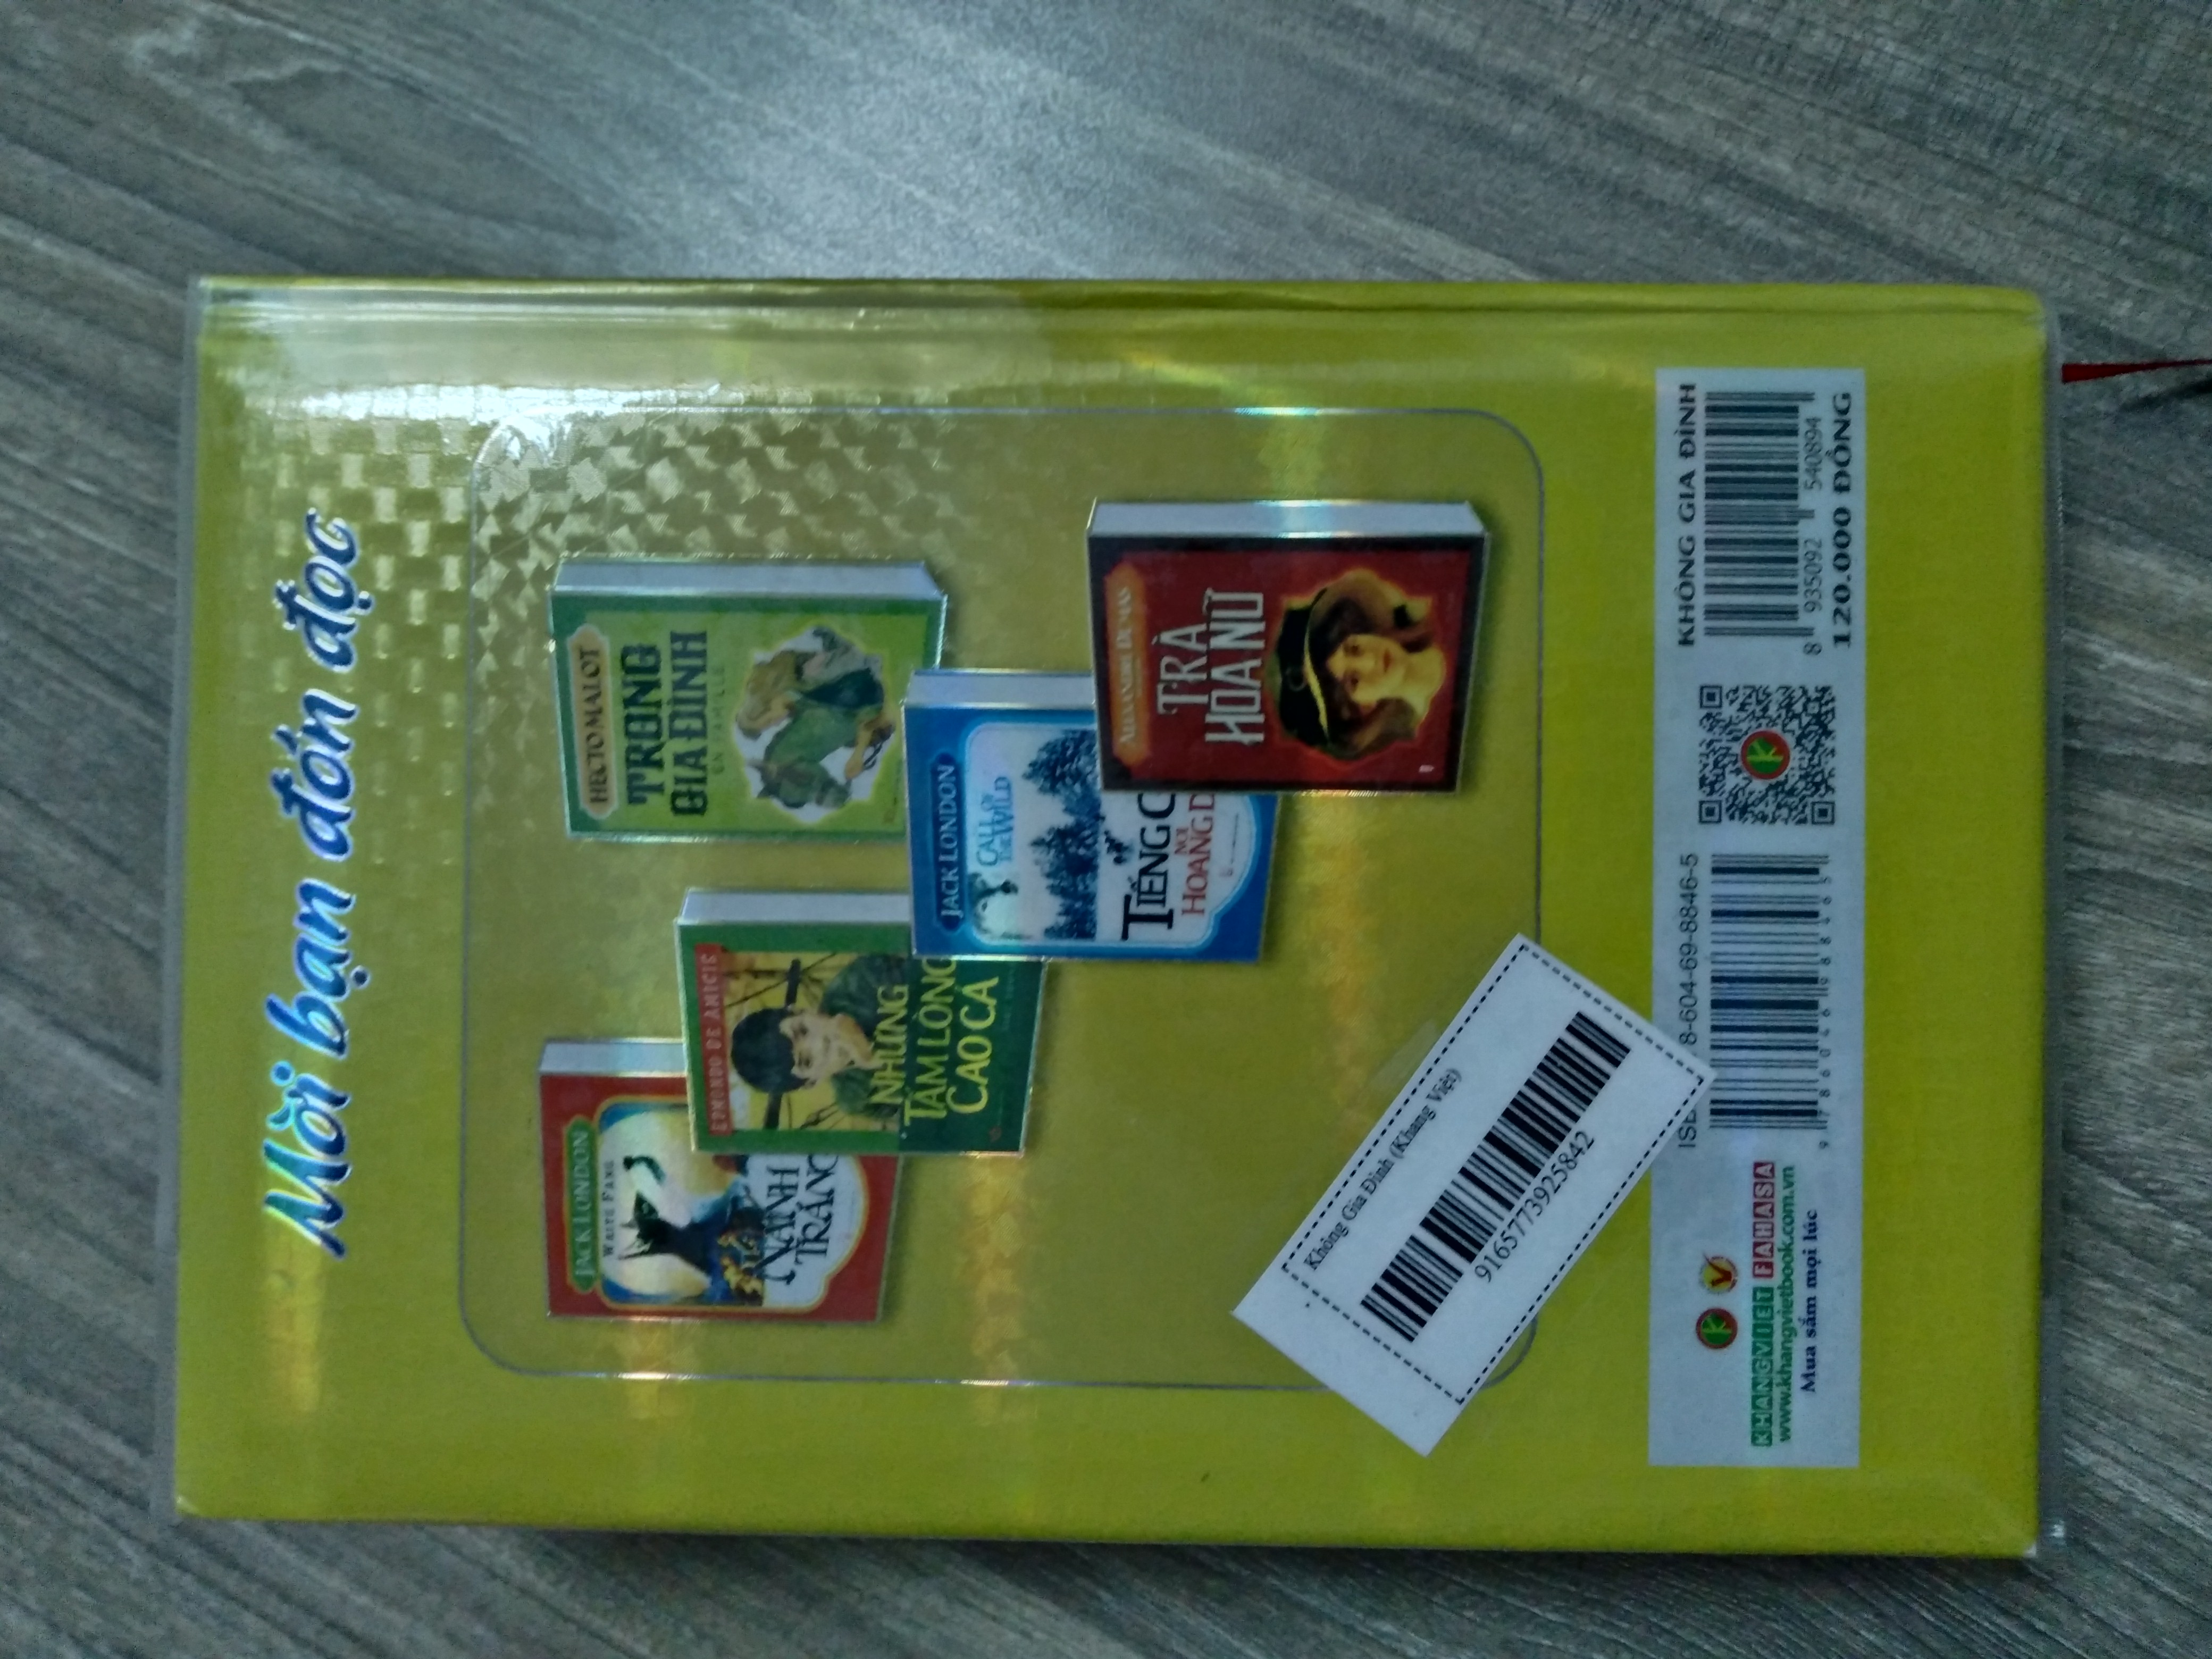 Mời bạn đón đọc
JACK LONDON
WHITE FANG
NANH
TRẮNG
EDMONDO DE AMICIS
NHỮNG
TẤM LÒNG
CAO CẢ
HECTO MALOT
TRONG
GIA ĐÌNH
EN FAMILLE
JACK LONDON
CALL OF
THE WILD
TIẾNG G
NƠI
HOANG D
ALEXANDRE DUMAS
TRÀ
HOA NỮ
Không Gia Đình (Khang Việt)
9165773925842
KHANGVIET FAHASA
www.khangvietbook.com.vn
Mua sắm mọi lúc
8-604-69-8846-5
9 786046 988465
KHÔNG GIA ĐÌNH
8 935092 540894
120.000 ĐỒNG